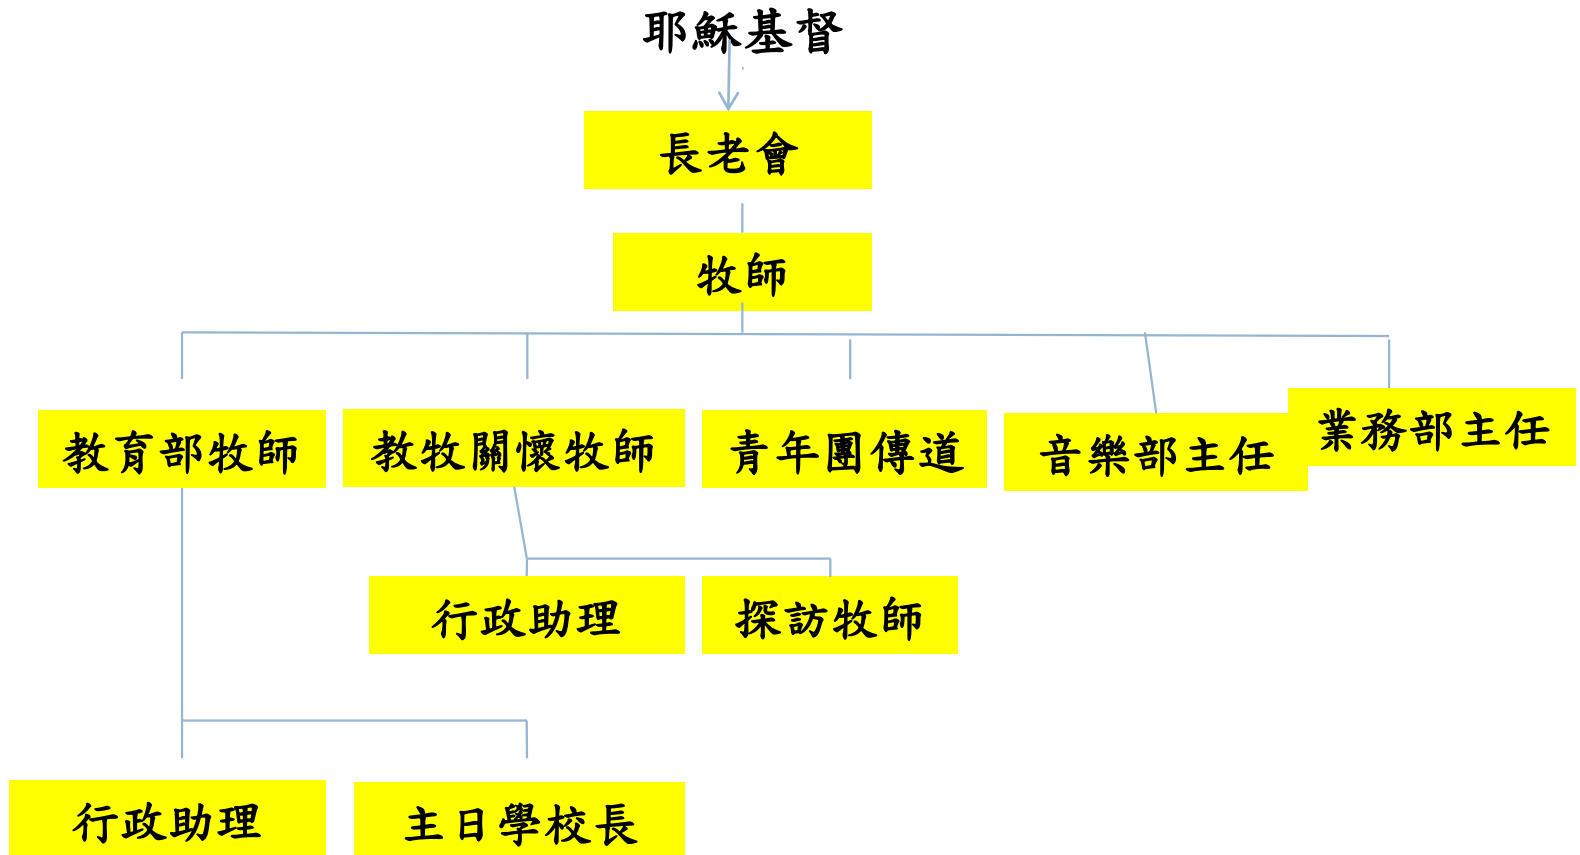 耶穌基督
長老會
牧師
教育部牧師
教牧關懷牧師
青年團傳道
音樂部主任
業務部主任
行政助理
探訪牧師
行政助理
主日學校長